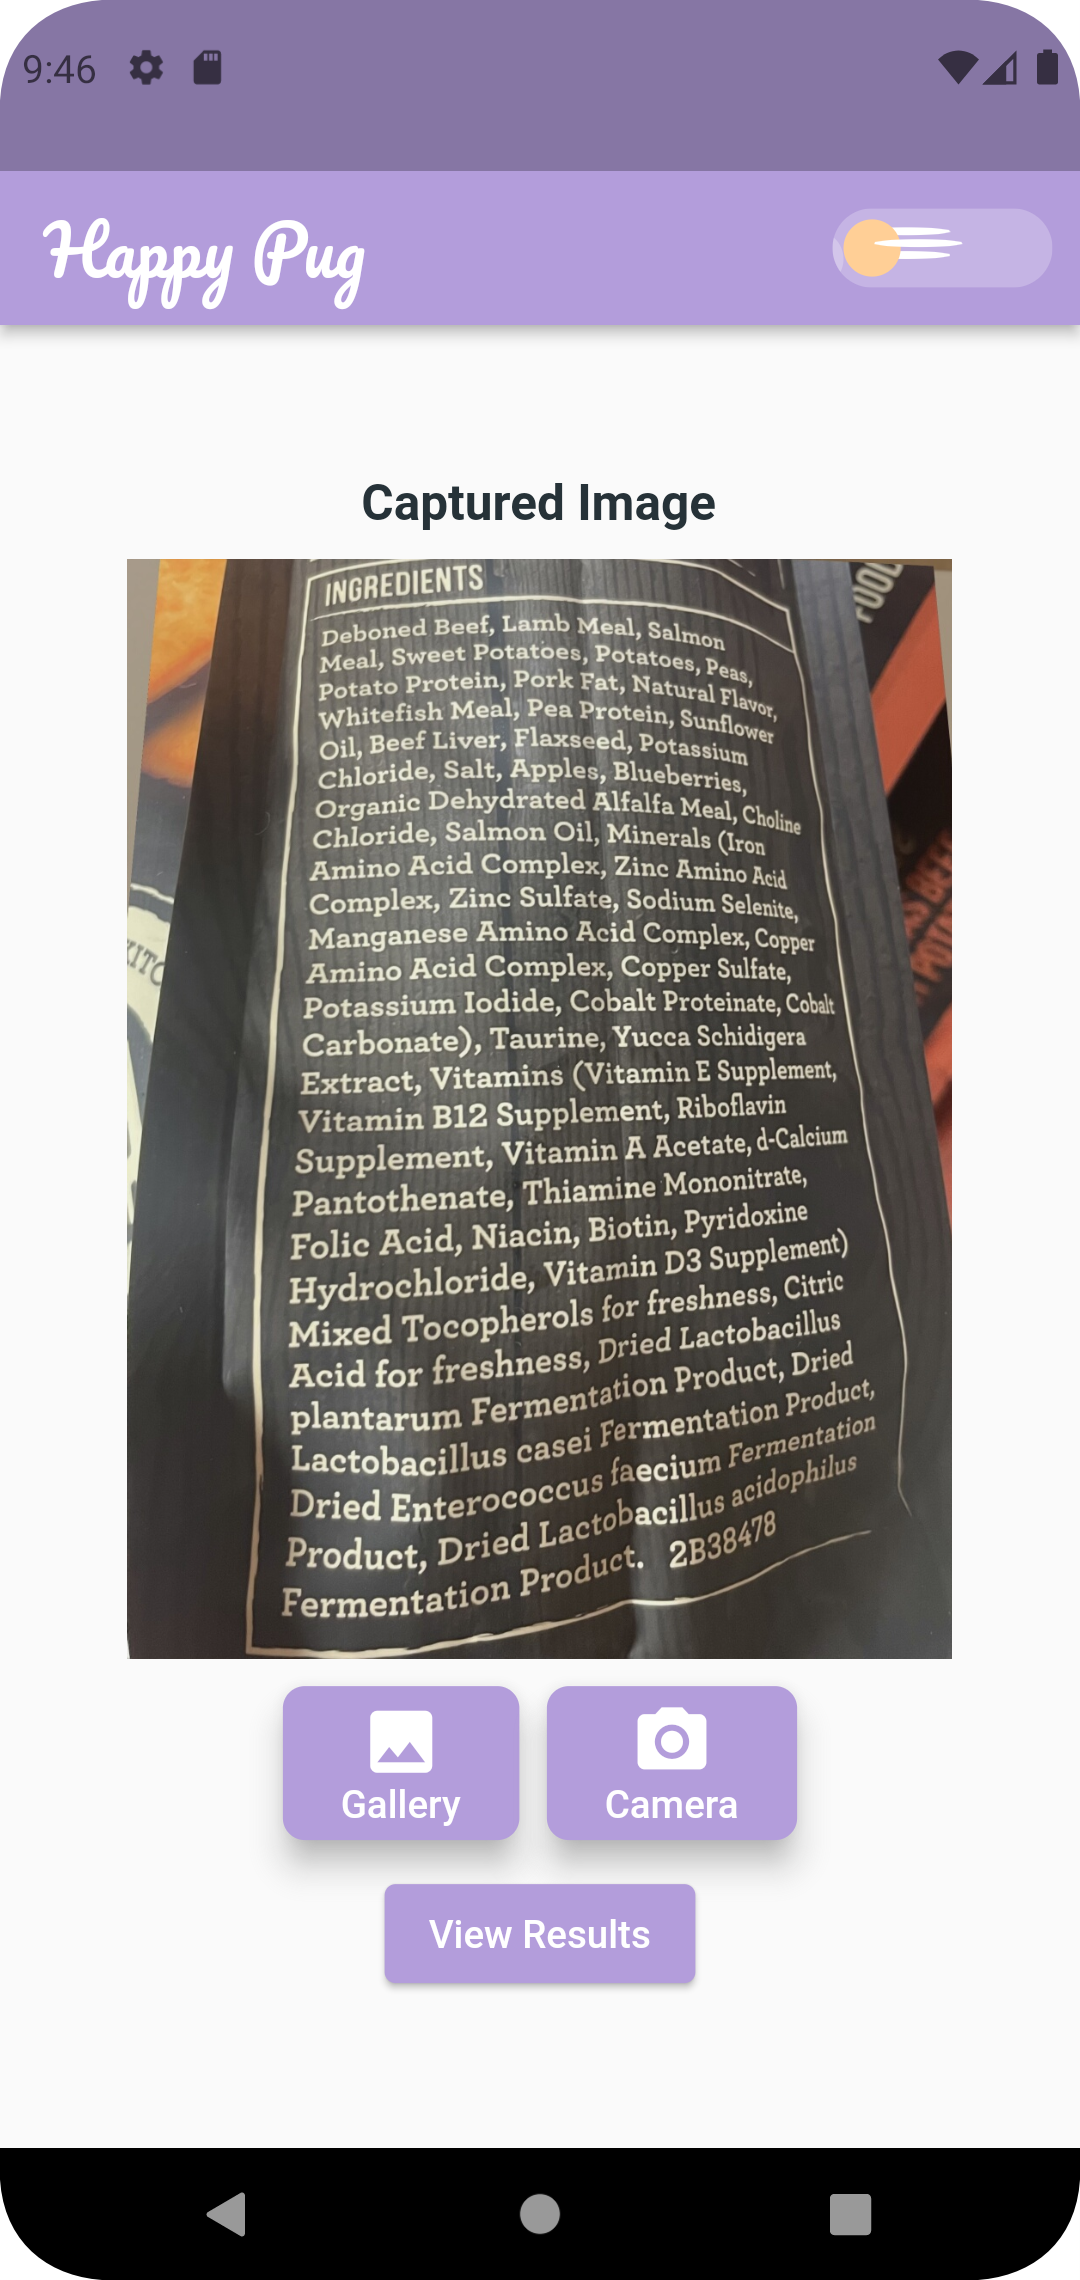 9:46
Happy Pug
Captured Image
INGREDIENTS
Deboned Beef, Lamb Meal, Salmon
Meal, Sweet Potatoes, Potatoes, Peas,
Potato Protein, Pork Fat, Natural Flavor,
Whitefish Meal, Pea Protein, Sunflower
Oil, Beef Liver, Flaxseed, Potassium
Chloride, Salt, Apples, Blueberries,
Organic Dehydrated Alfalfa Meal, Choline
Chloride, Salmon Oil, Minerals (Iron
Amino Acid Complex, Zinc Amino Acid
Complex, Zinc Sulfate, Sodium Selenite,
Manganese Amino Acid Complex, Copper
Amino Acid Complex, Copper Sulfate,
Potassium Iodide, Cobalt Proteinate, Cobalt
Carbonate), Taurine, Yucca Schidigera
Extract, Vitamins (Vitamin E Supplement,
Vitamin B12 Supplement, Riboflavin
Supplement, Vitamin A Acetate, d-Calcium
Pantothenate, Thiamine Mononitrate,
Folic Acid, Niacin, Biotin, Pyridoxine
Hydrochloride, Vitamin D3 Supplement)
Mixed Tocopherols for freshness, Citric
Acid for freshness, Dried Lactobacillus
plantarum Fermentation Product, Dried
Lactobacillus casei Fermentation Product,
Dried Enterococcus faecium Fermentation
Product, Dried Lactobacillus acidophilus
Fermentation Product. 2B38478
Gallery
Camera
View Results